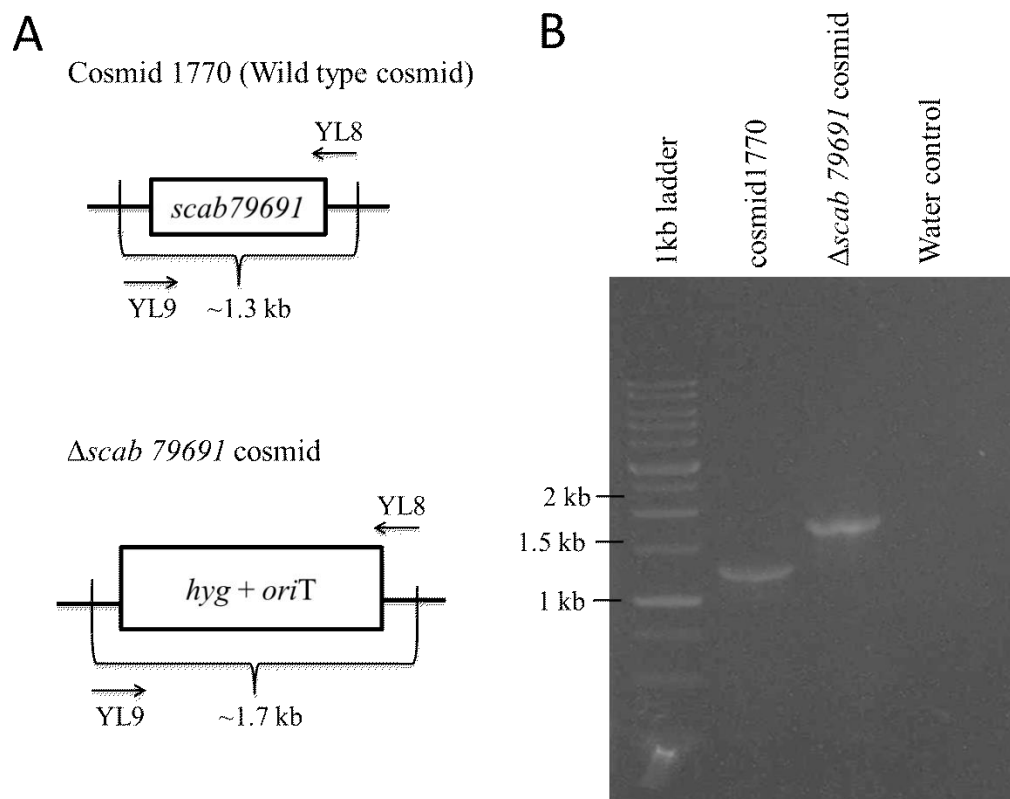 A
Cosmid 1770 (Wild type cosmid)
YL8
scab79691
YL9
~1.3 kb
Δscab 79691 cosmid
YL8
hyg + oriT
YL9
~1.7 kb
B
1kb ladder
cosmid1770
Δscab 79691 cosmid
Water control
2 kb
1.5 kb
1 kb